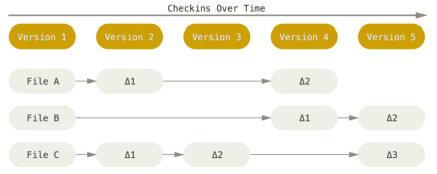 Checkins Over Time
Version 1 Version 2 Version 3 Version 4 Version 5
File A Δ1 Δ2
File B Δ1 Δ2
File C Δ1 Δ2 Δ3